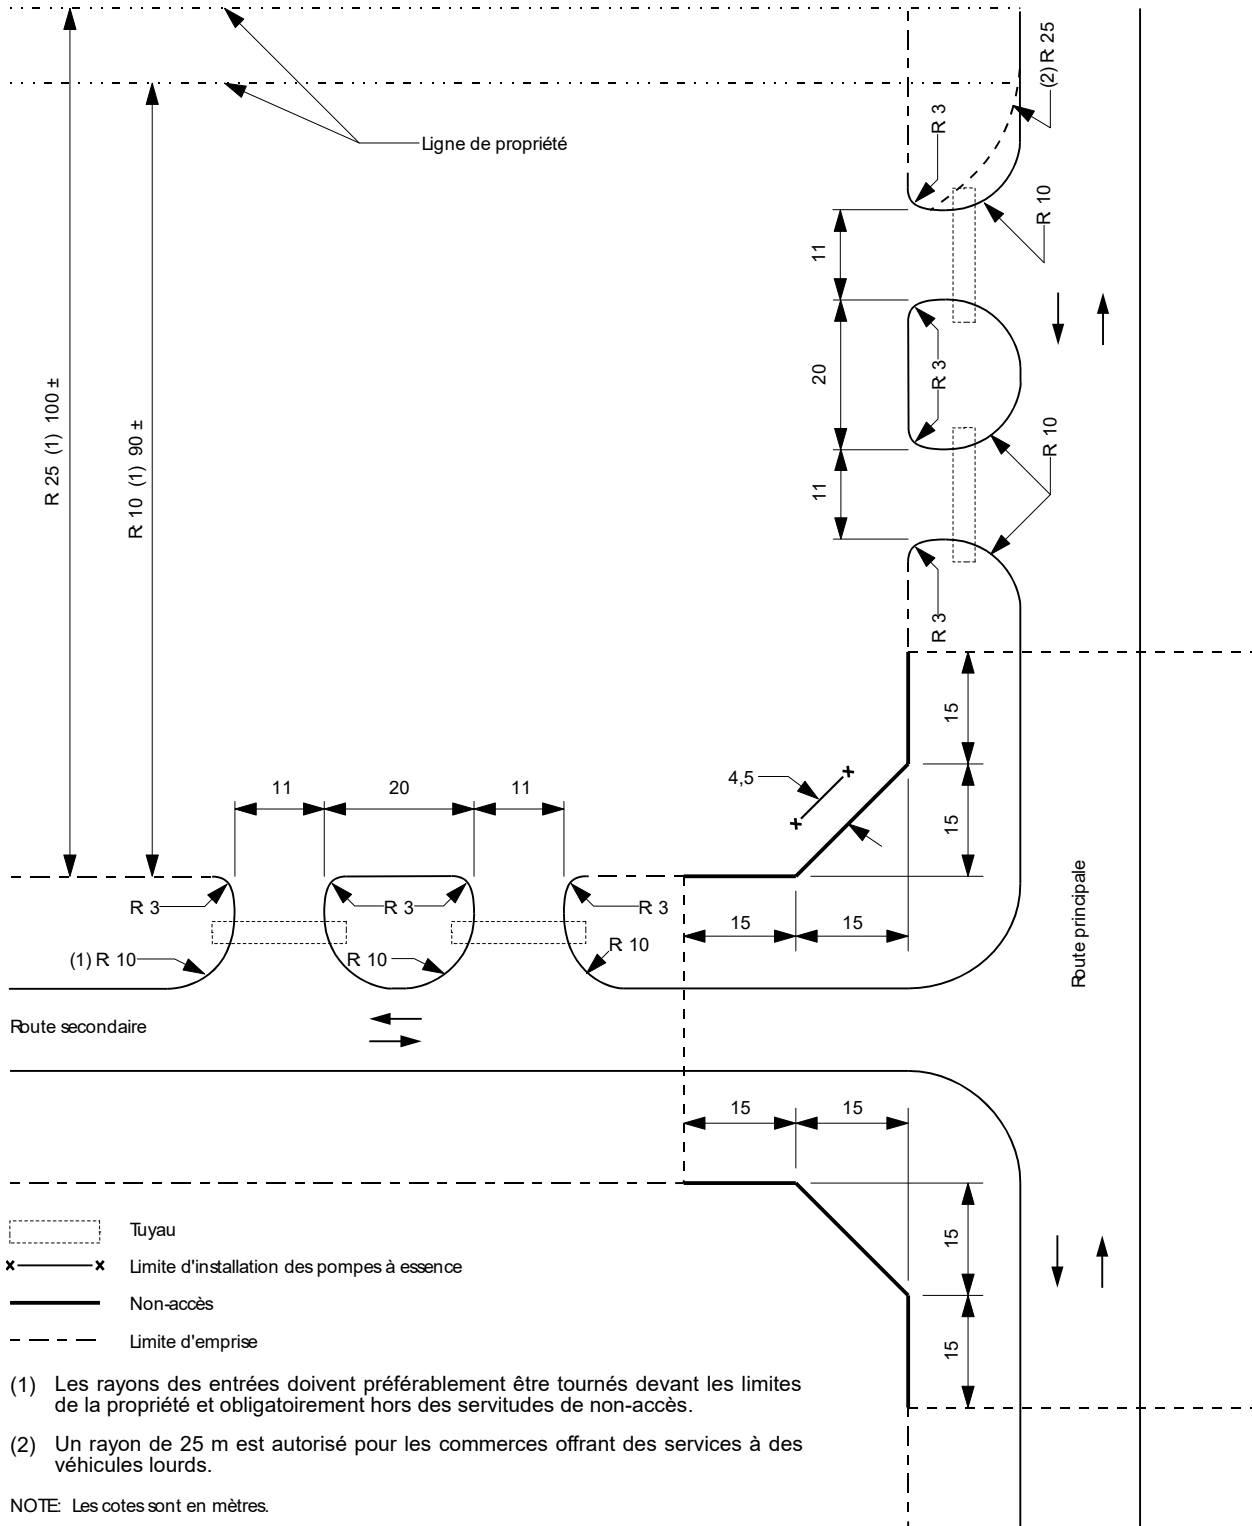 (2) R 25
R 3
Ligne de propriété
R 10
11
20
R 3
R 10
11
R 3
R 25 (1) 100 ±
R 10 (1) 90 ±
15
15
4,5
11
20
11
R 3
R 3
R 3
(1) R 10
R 10
R 10
15
15
Route principale
Route secondaire
15
15
15
15
Tuyau
Limite d'installation des pompes à essence
Non-accès
Limite d'emprise
(1) Les rayons des entrées doivent préférablement être tournés devant les limites
de la propriété et obligatoirement hors des servitudes de non-accès.
(2) Un rayon de 25 m est autorisé pour les commerces offrant des services à des
véhicules lourds.
NOTE: Les cotes sont en mètres.